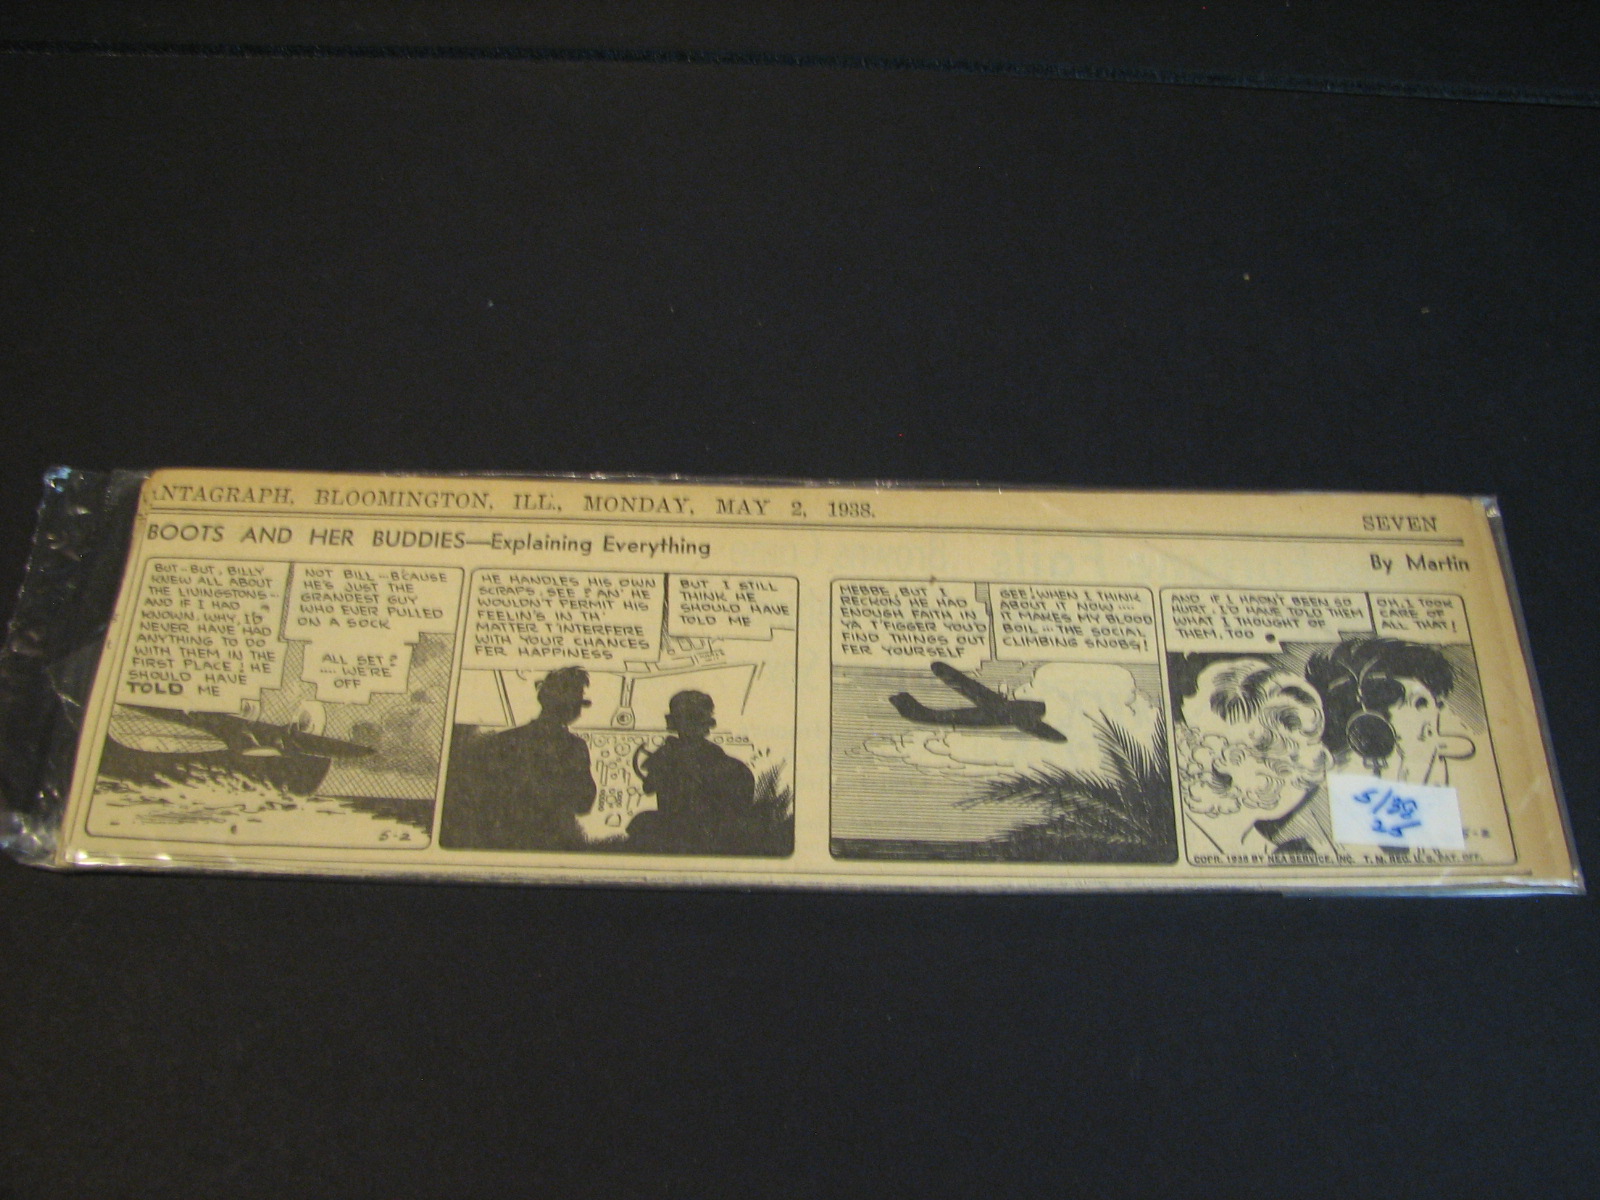 NTAGRAPH, BLOOMINGTON, ILL., MONDAY, MAY 2, 1938.
SEVEN
BOOTS AND HER BUDDIES—Explaining Everything
By Martin
BUT-BUT, BILLY
KNEW ALL ABOUT
THE LIVINGSTONS--
AND IF I HAD
KNOWN, WHY, I'D
NEVER HAVE HAD
ANYTHING TO DO
WITH THEM IN THE
FIRST PLACE! HE
SHOULD HAVE
TOLD ME
NOT BILL--B'CAUSE
HE'S JUST THE
GRANDEST GUY
WHO EVER PULLED
ON A SOCK
ALL SET?
.... WE'RE
OFF
5-2
HE HANDLES HIS OWN
SCRAPS, SEE? AN' HE
WOULDN'T PERMIT HIS
FEELIN'S IN TH'
MATTER T'INTERFERE
WITH YOUR CHANCES
FER HAPPINESS
BUT I STILL
THINK HE
SHOULD HAVE
TOLD ME
MEBBE, BUT I
RECKON HE HAD
ENOUGH FAITH IN
YA T'FIGGER YOU'D
FIND THINGS OUT
FER YOURSELF
GEE! WHEN I THINK
ABOUT IT NOW ....
IT MAKES MY BLOOD
BOIL ... THE SOCIAL
CLIMBING SNOBS!
AND IF I HADN'T BEEN SO
HURT, I'D HAVE TOLD THEM
WHAT I THOUGHT OF
THEM, TOO
OH, I TOOK
CARE OF
ALL THAT!
5/38
25
5-2
COPR. 1938 BY NEA SERVICE, INC. T. M. REG. U. S. PAT. OFF.